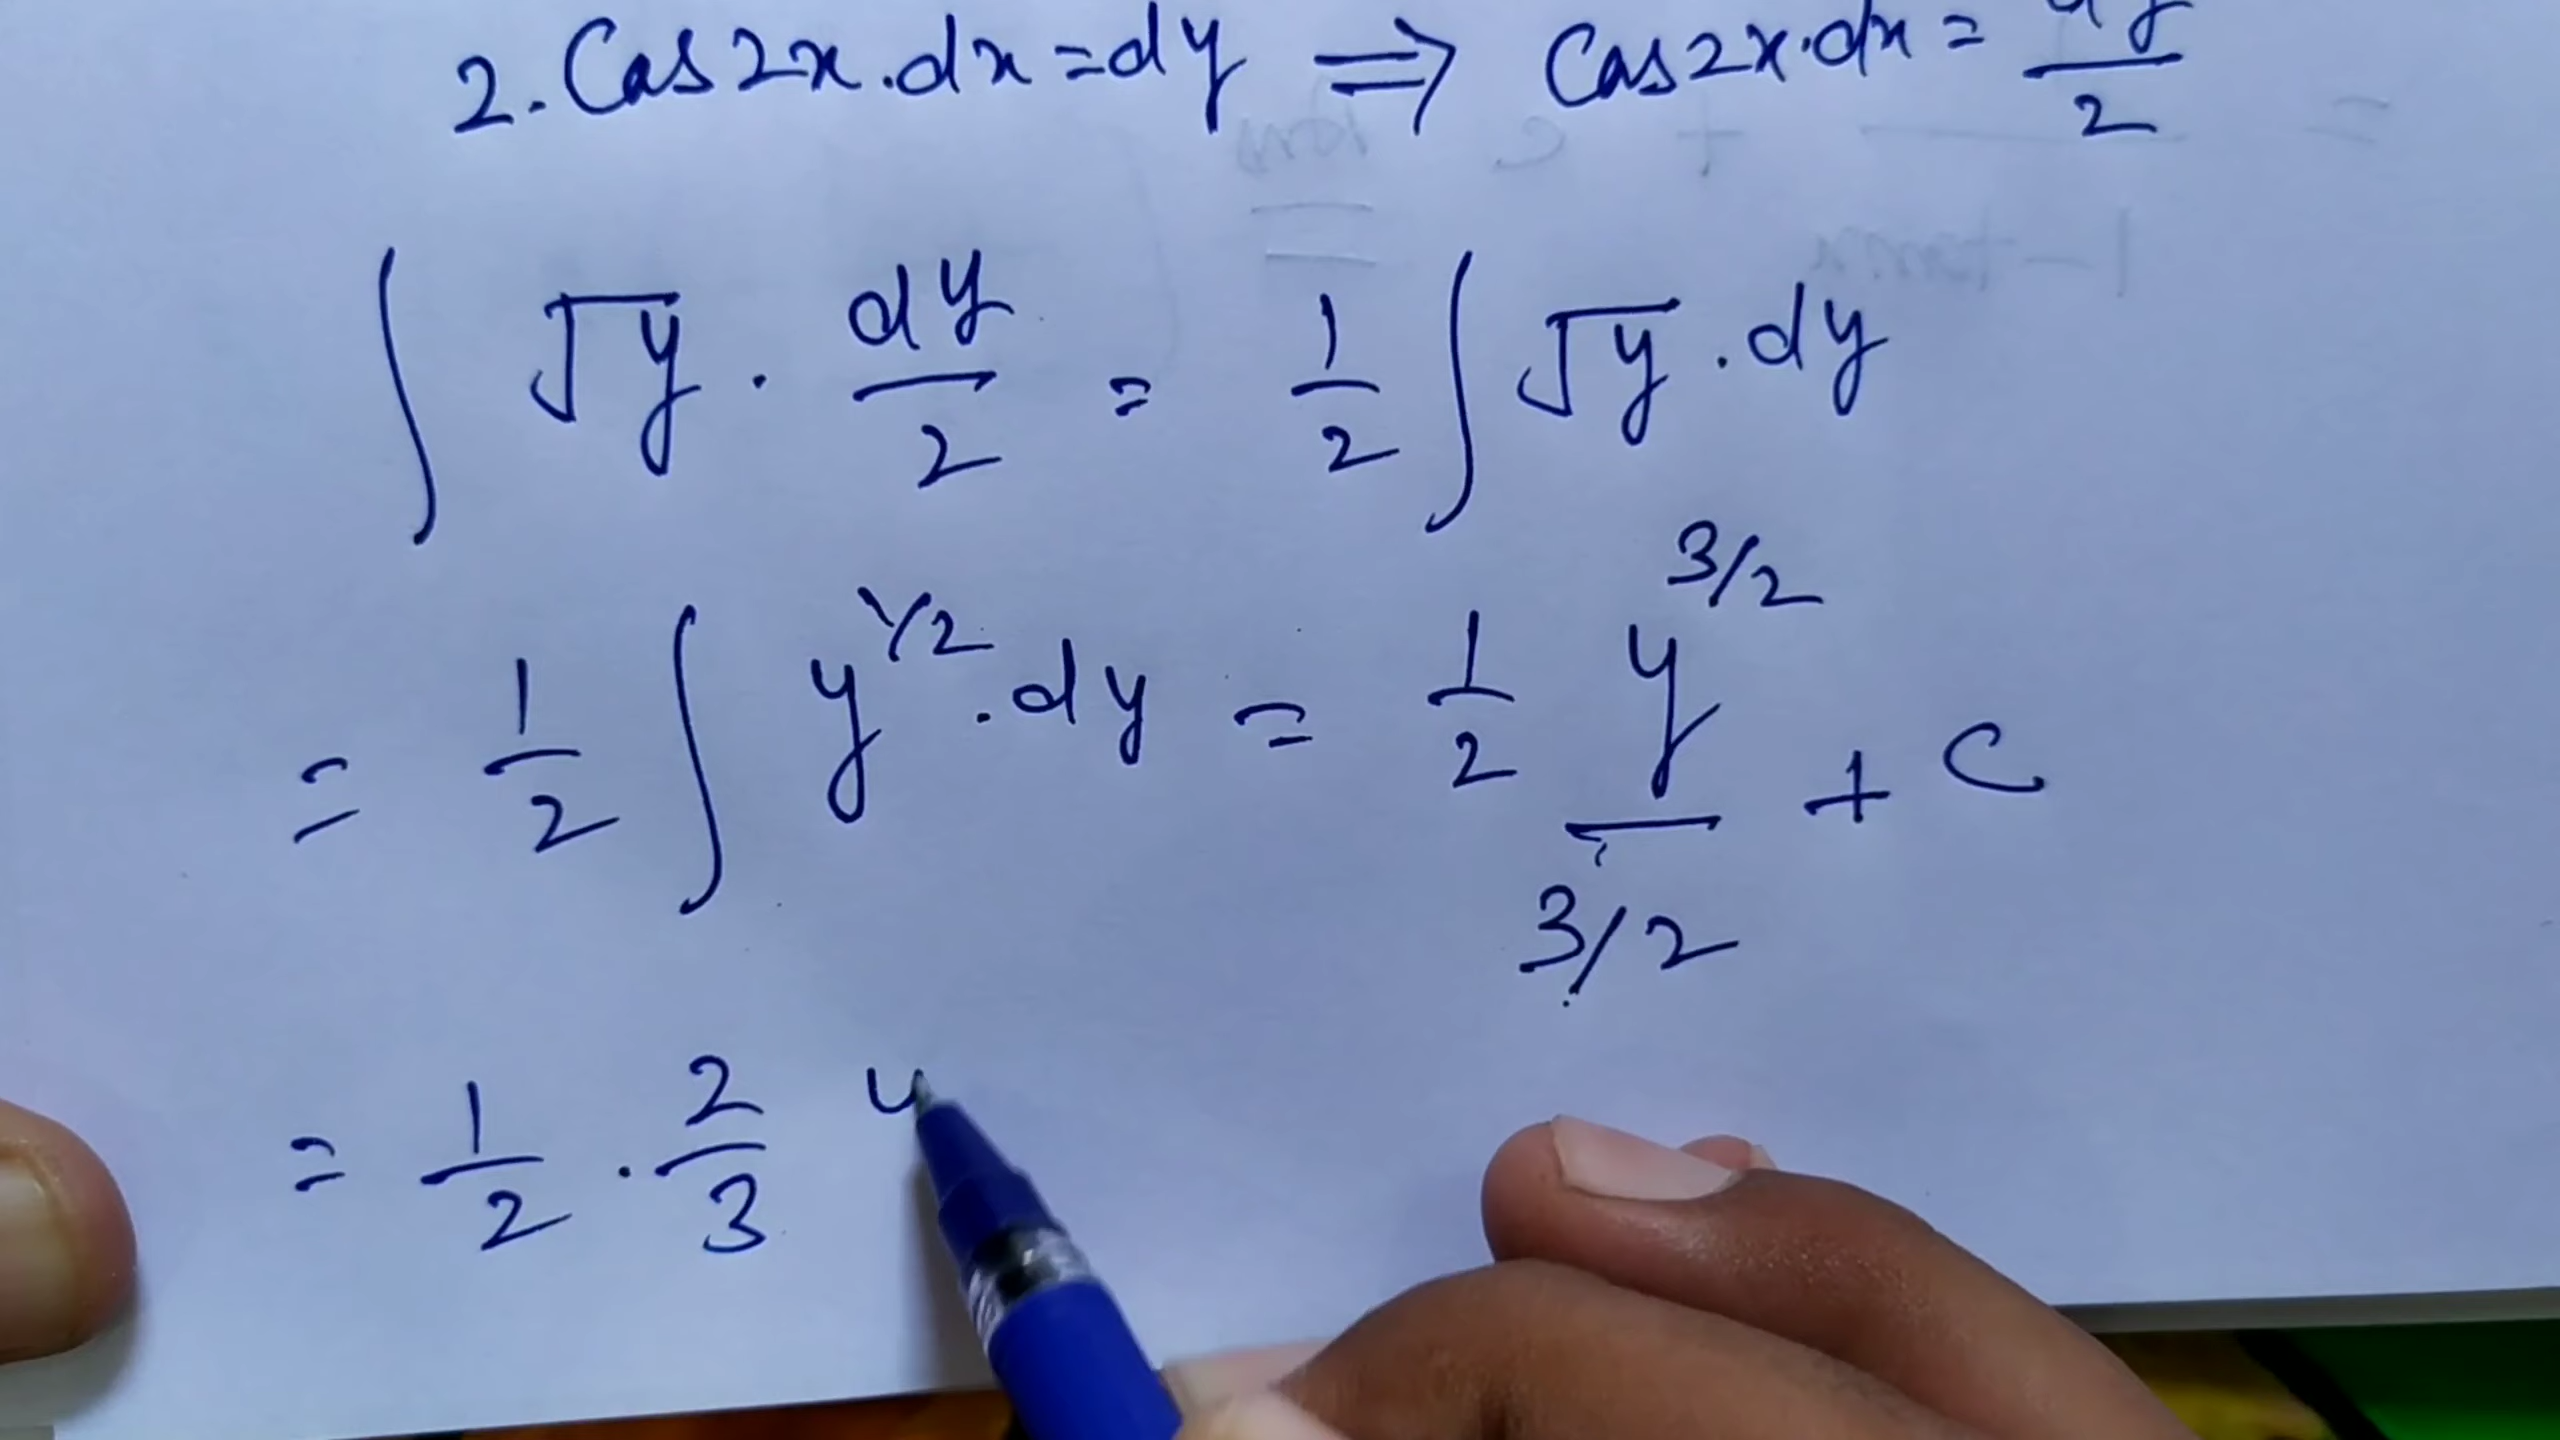 2. Cos2x.dx=dy ⇒ Cos2x.dx = dy/2
∫ √y . dy/2 = 1/2 ∫ √y . dy
= 1/2 ∫ y^1/2 . dy = 1/2 y^3/2 / 3/2 + C
= 1/2 . 2/3 y